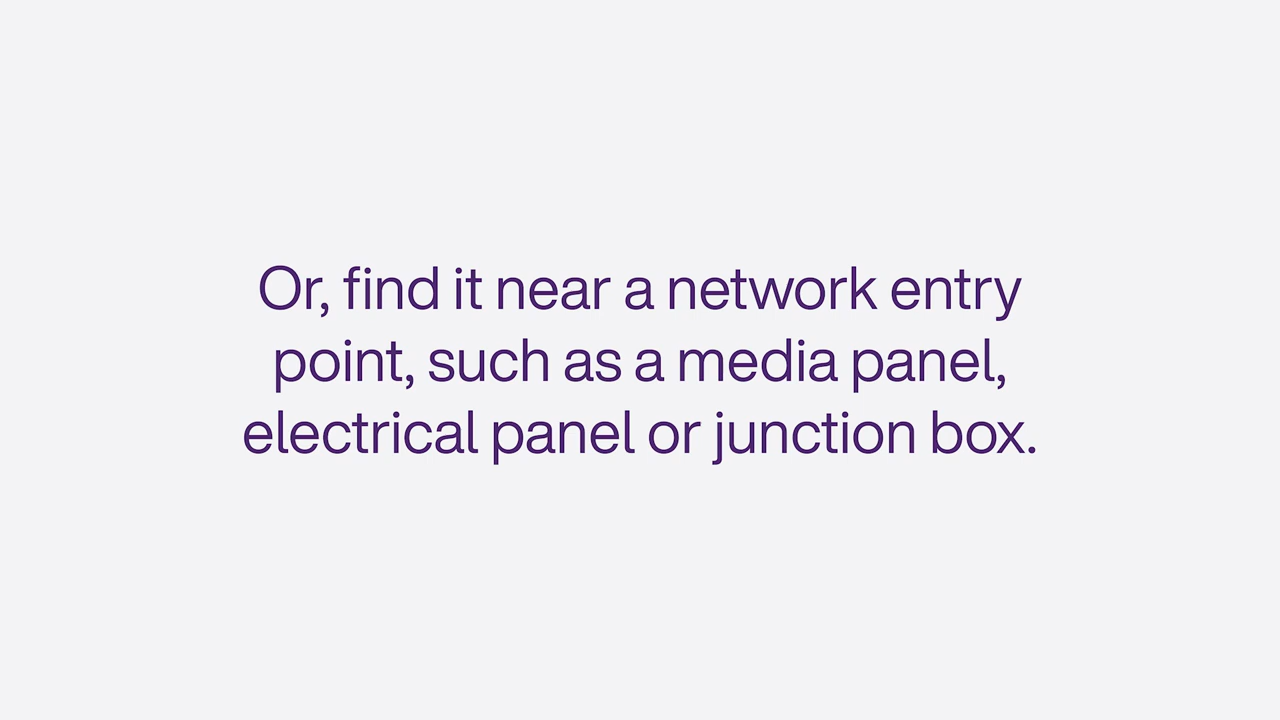 Or, find it near a network entry
point, such as a media panel,
electrical panel or junction box.